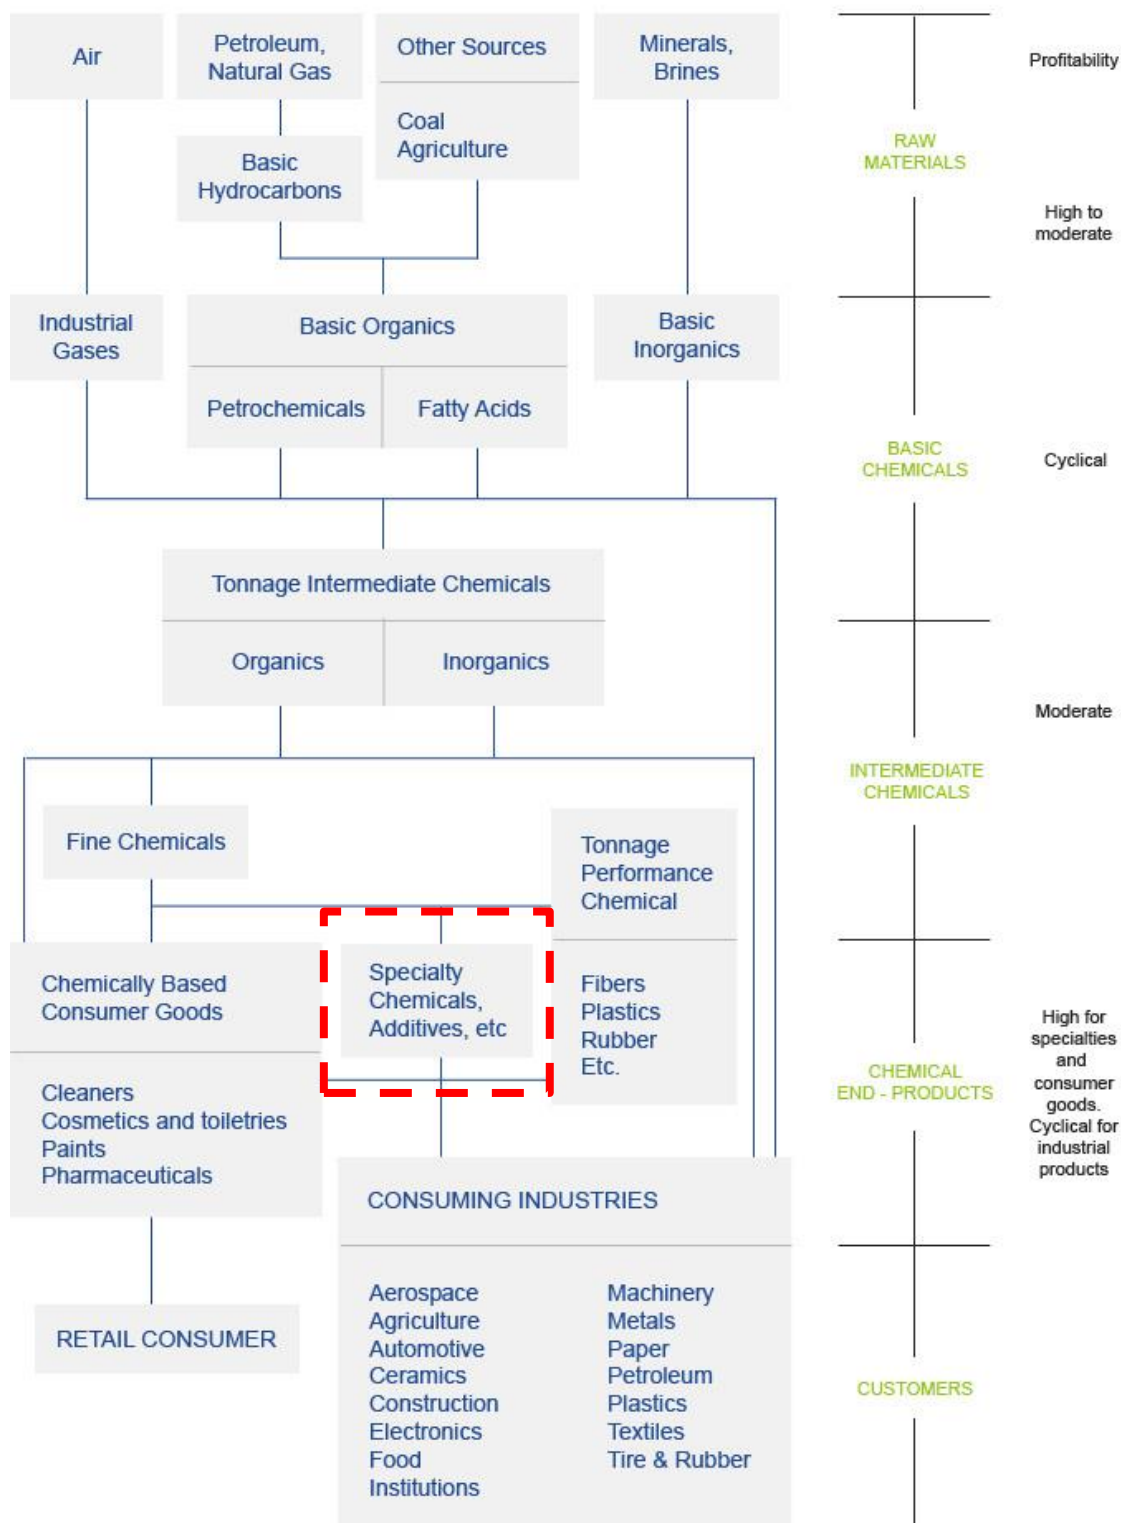 Air
Petroleum,
Natural Gas
Other Sources
Coal
Agriculture
Minerals,
Brines
Profitability
RAW
MATERIALS
Basic
Hydrocarbons
High to
moderate
Industrial
Gases
Basic Organics
Petrochemicals
Fatty Acids
Basic
Inorganics
BASIC
CHEMICALS
Cyclical
Tonnage Intermediate Chemicals
Organics
Inorganics
Moderate
INTERMEDIATE
CHEMICALS
Fine Chemicals
Tonnage
Performance
Chemical
Fibers
Plastics
Rubber
Etc.
Specialty
Chemicals,
Additives, etc
Chemically Based
Consumer Goods
Cleaners
Cosmetics and toiletries
Paints
Pharmaceuticals
CHEMICAL
END - PRODUCTS
High for
specialties
and
consumer
goods.
Cyclical for
industrial
products
RETAIL CONSUMER
CONSUMING INDUSTRIES
Aerospace
Agriculture
Automotive
Ceramics
Construction
Electronics
Food
Institutions
Machinery
Metals
Paper
Petroleum
Plastics
Textiles
Tire & Rubber
CUSTOMERS